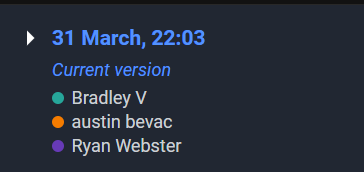 31 March, 22:03
Current version
Bradley V
austin bevac
Ryan Webster